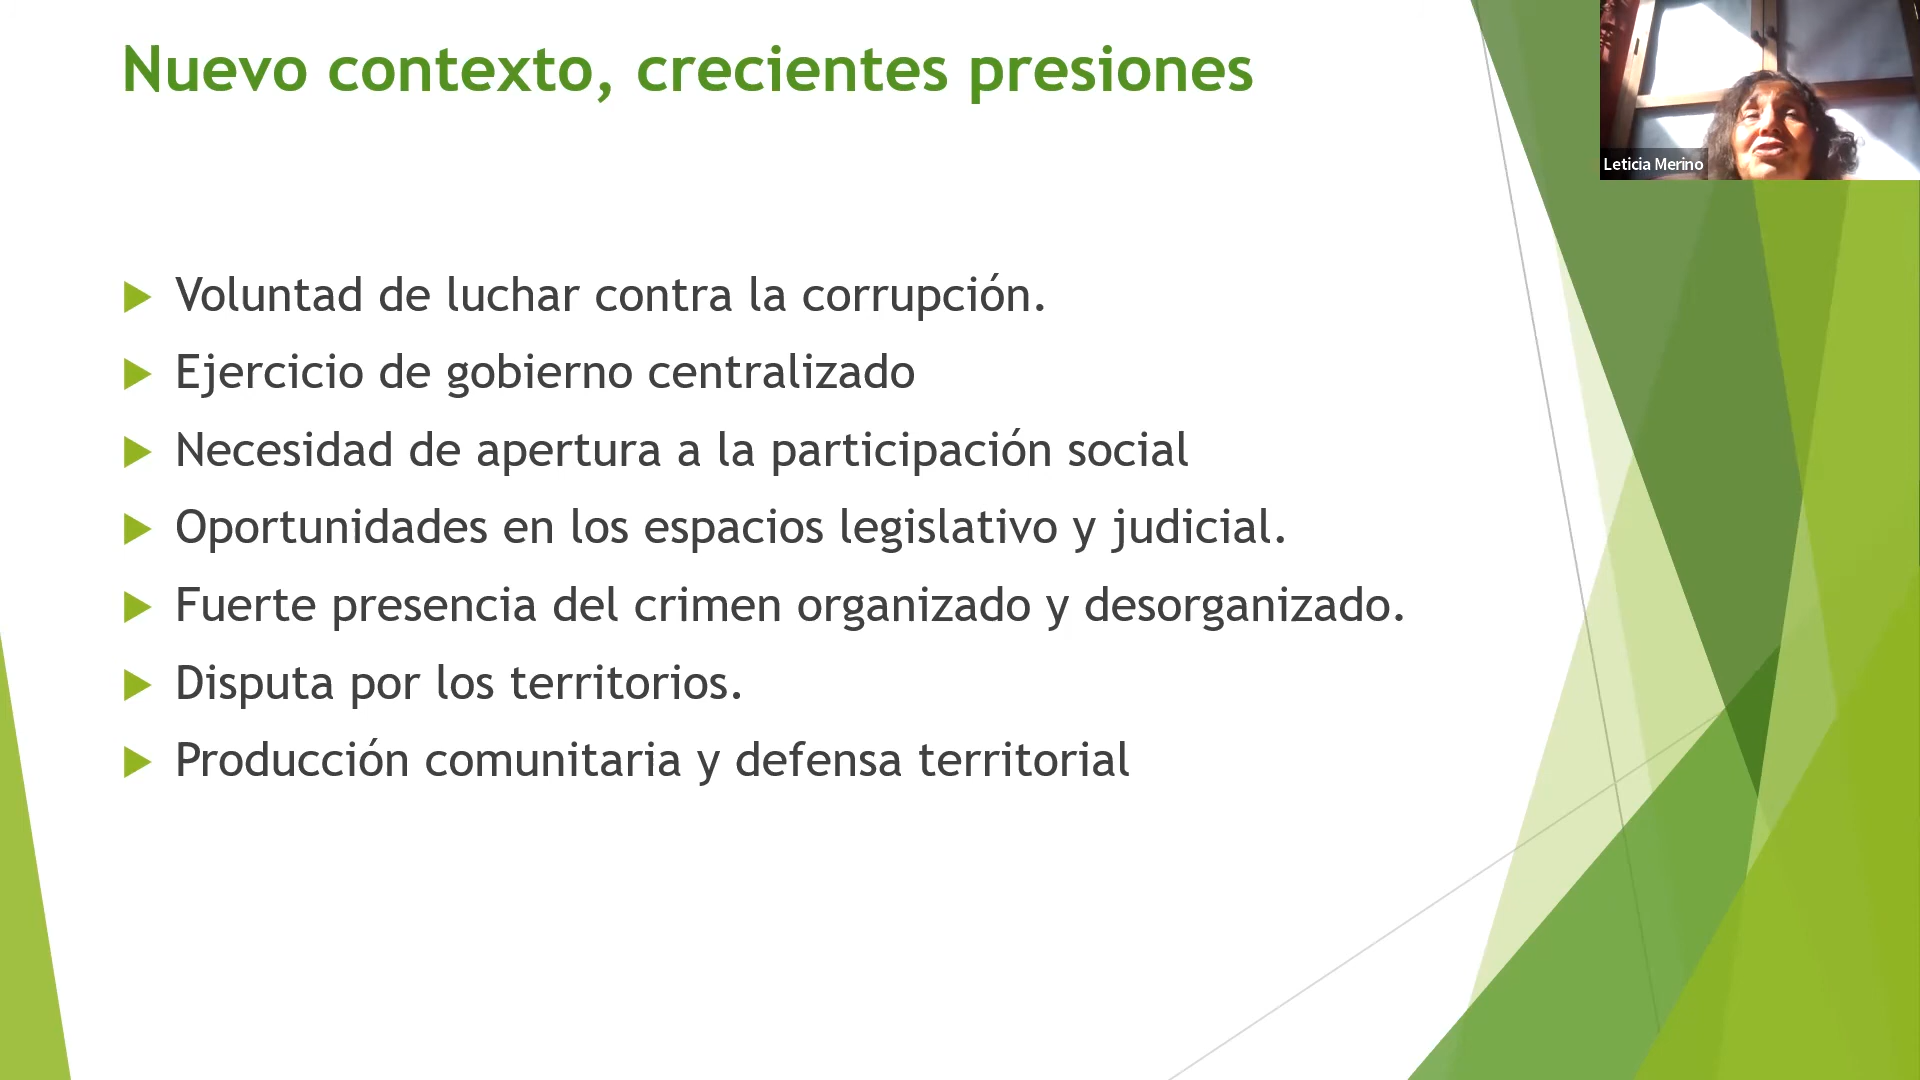 Nuevo contexto, crecientes presiones
Leticia Merino
Voluntad de luchar contra la corrupción.
Ejercicio de gobierno centralizado
Necesidad de apertura a la participación social
Oportunidades en los espacios legislativo y judicial.
Fuerte presencia del crimen organizado y desorganizado.
Disputa por los territorios.
Producción comunitaria y defensa territorial